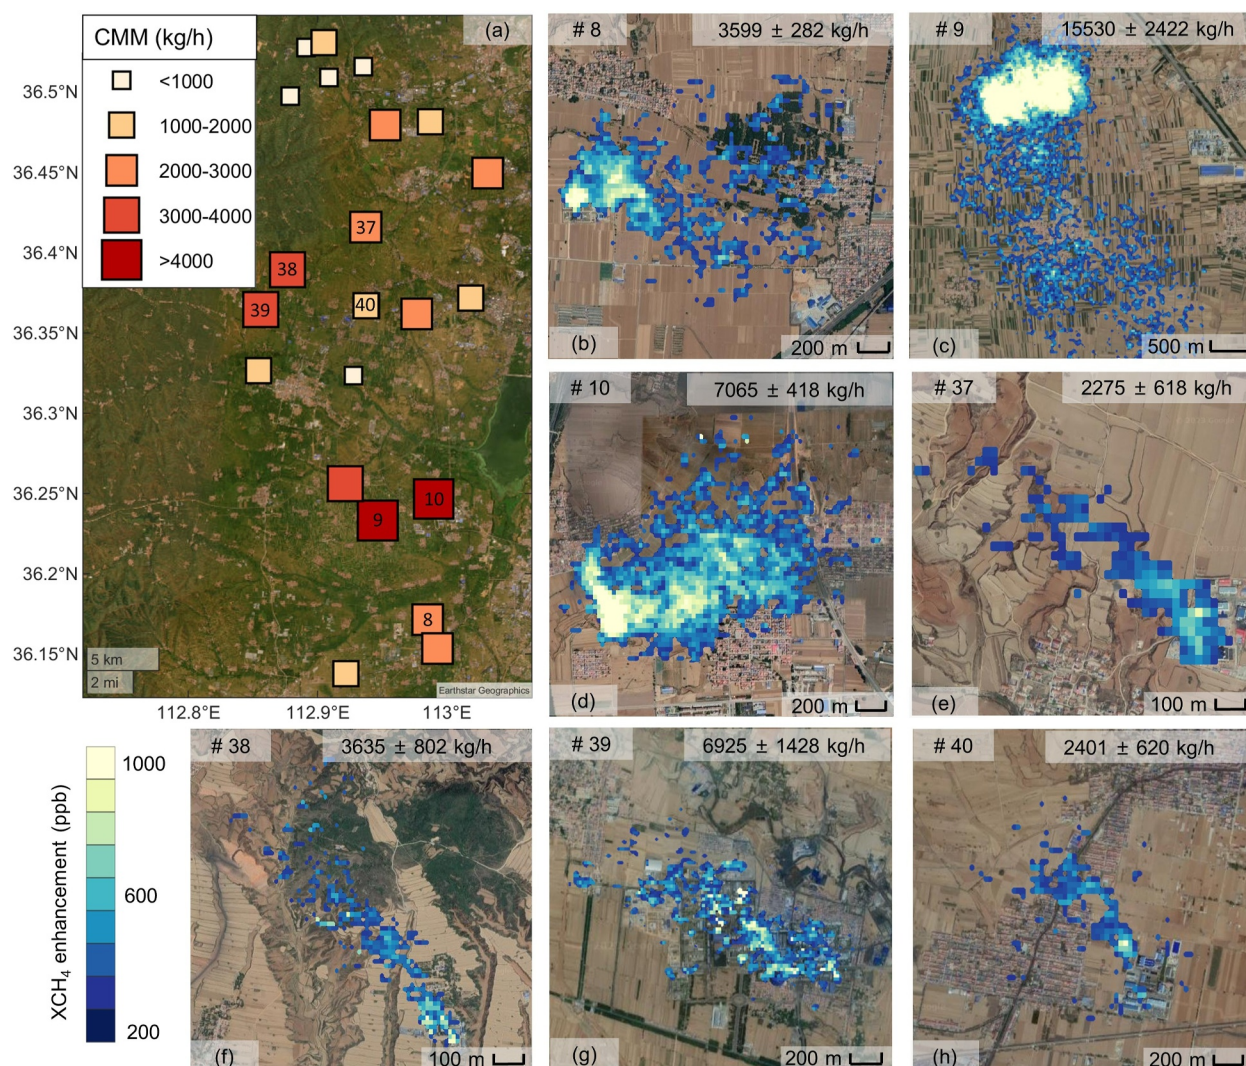 CMM (kg/h)
<1000
1000-2000
2000-3000
3000-4000
>4000
(a)
36.5°N
36.45°N
36.4°N
36.35°N
36.3°N
36.25°N
36.2°N
36.15°N
37
38
39
40
10
9
8
5 km
2 mi
Earthstar Geographics
112.8°E
112.9°E
113°E
# 8
3599 ± 282 kg/h
(b)
200 m
# 9
15530 ± 2422 kg/h
(c)
500 m
# 10
7065 ± 418 kg/h
(d)
200 m
# 37
2275 ± 618 kg/h
(e)
100 m
XCH₄ enhancement (ppb)
1000
600
200
# 38
3635 ± 802 kg/h
(f)
100 m
# 39
6925 ± 1428 kg/h
(g)
200 m
# 40
2401 ± 620 kg/h
(h)
200 m